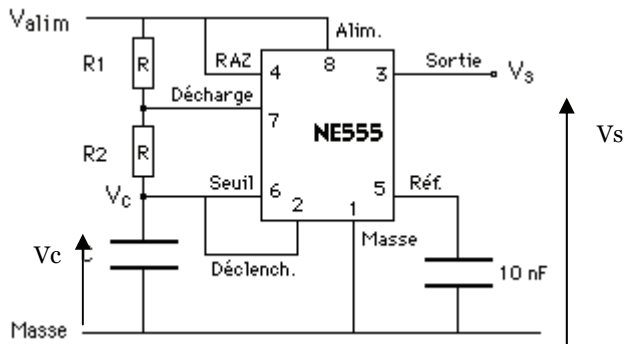 Valim
Alim.
R1
R
RAZ
4
8
3
Sortie
Vs
Décharge
7
NE555
Vs
R2
R
Seuil
6
5
Réf.
Vc
2
1
Masse
Vc
C
Déclench.
10 nF
Masse